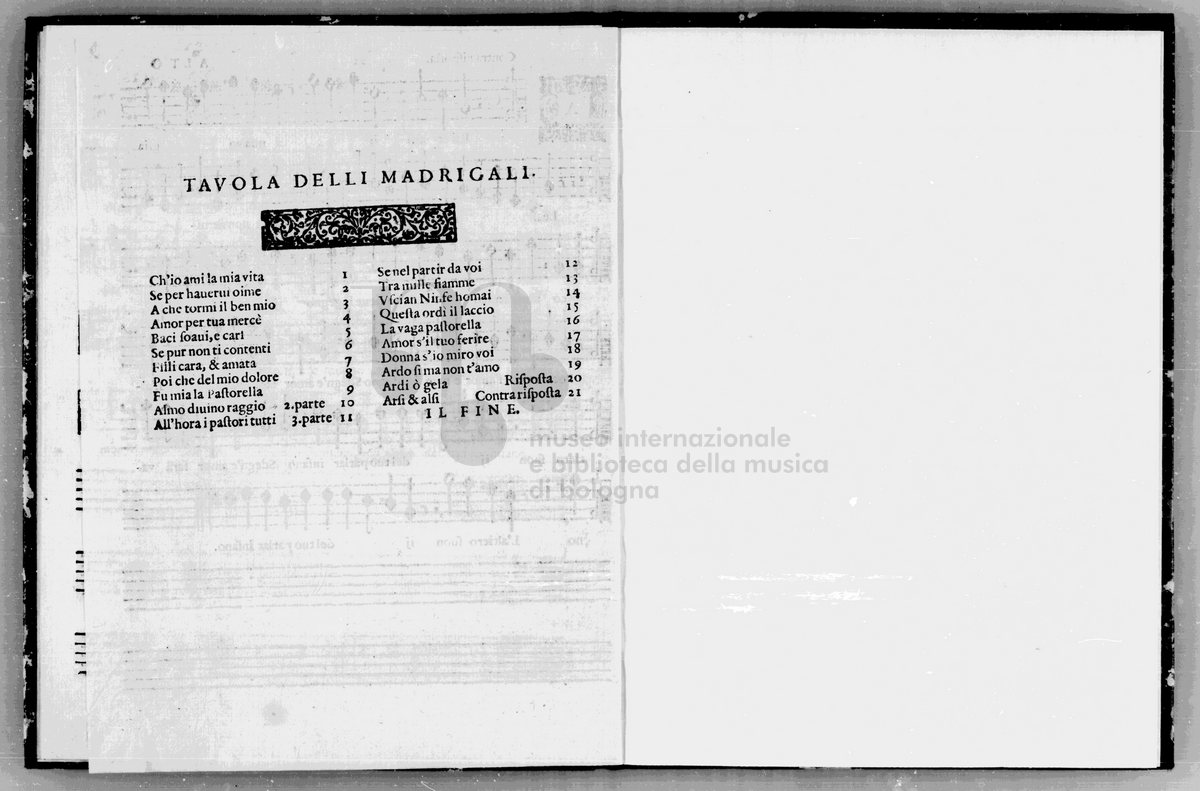 TAVOLA DELLI MADRIGALI.
Ch'io ami la mia vita 1
Se per hauerui oime 2
A che tormi il ben mio 3
Amor per tua mercè 4
Baci ſoaui, e cari 5
Se pur non ti contenti 6
Filli cara, & amata 7
Poi che del mio dolore 8
Fu mia la Paſtorella 9
Almo diuino raggio 2.parte 10
All'hora i paſtori tutti 3.parte 11
Se nel partir da voi 12
Tra mille fiamme 13
Vſcian Ninfe homai 14
Queſta ordì il laccio 15
La vaga paſtorella 16
Amor s'il tuo ferire 17
Donna s'io miro voi 18
Ardo ſi ma non t'amo 19
Ardi ò gela Riſpoſta 20
Arſi & alſi Contrariſpoſta 21
IL FINE.
museo internazionale
e biblioteca della musica
di bologna